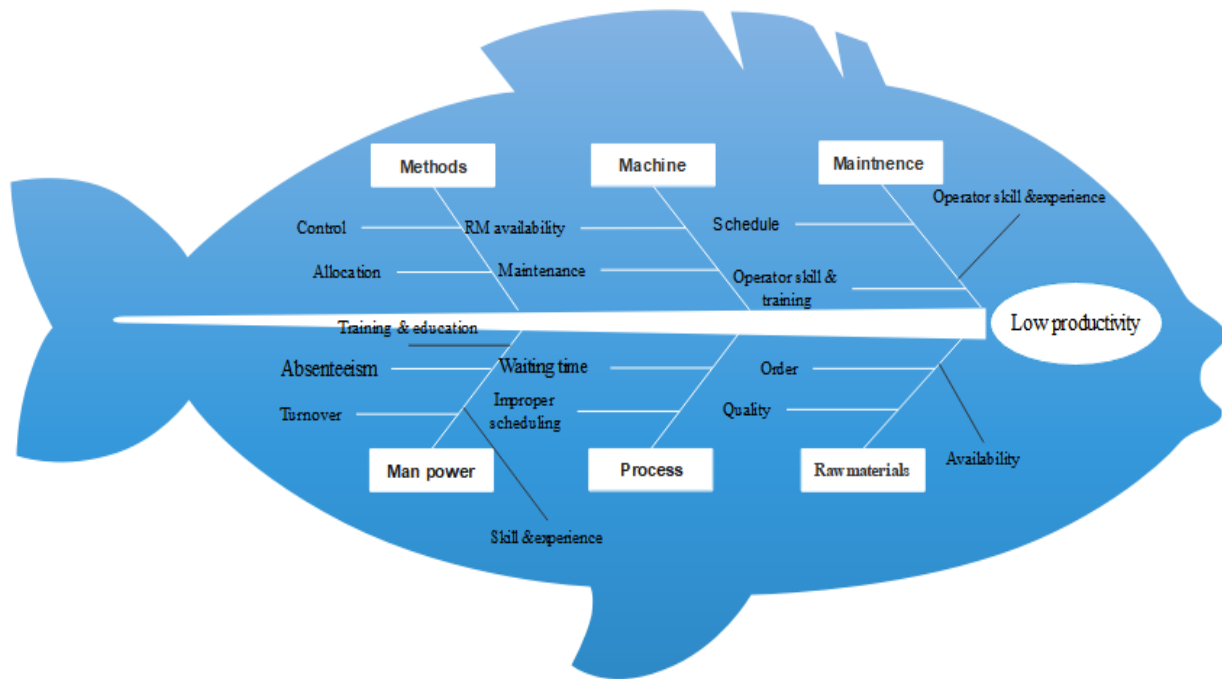 Methods
Machine
Maintnence
Operator skill &experience
Control
RM availability
Schedule
Allocation
Maintenance
Operator skill &
training
Low productivity
Training & education
Absenteeism
Waiting time
Order
Turnover
Improper
scheduling
Quality
Man power
Process
Raw materials
Availability
Skill &experience